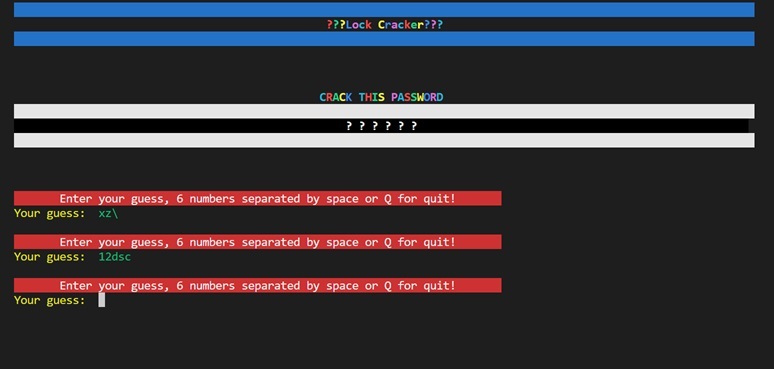 ???Lock Cracker???
CRACK THIS PASSWORD
? ? ? ? ? ?
Enter your guess, 6 numbers separated by space or Q for quit!
Your guess: xz\
Enter your guess, 6 numbers separated by space or Q for quit!
Your guess: 12dsc
Enter your guess, 6 numbers separated by space or Q for quit!
Your guess: